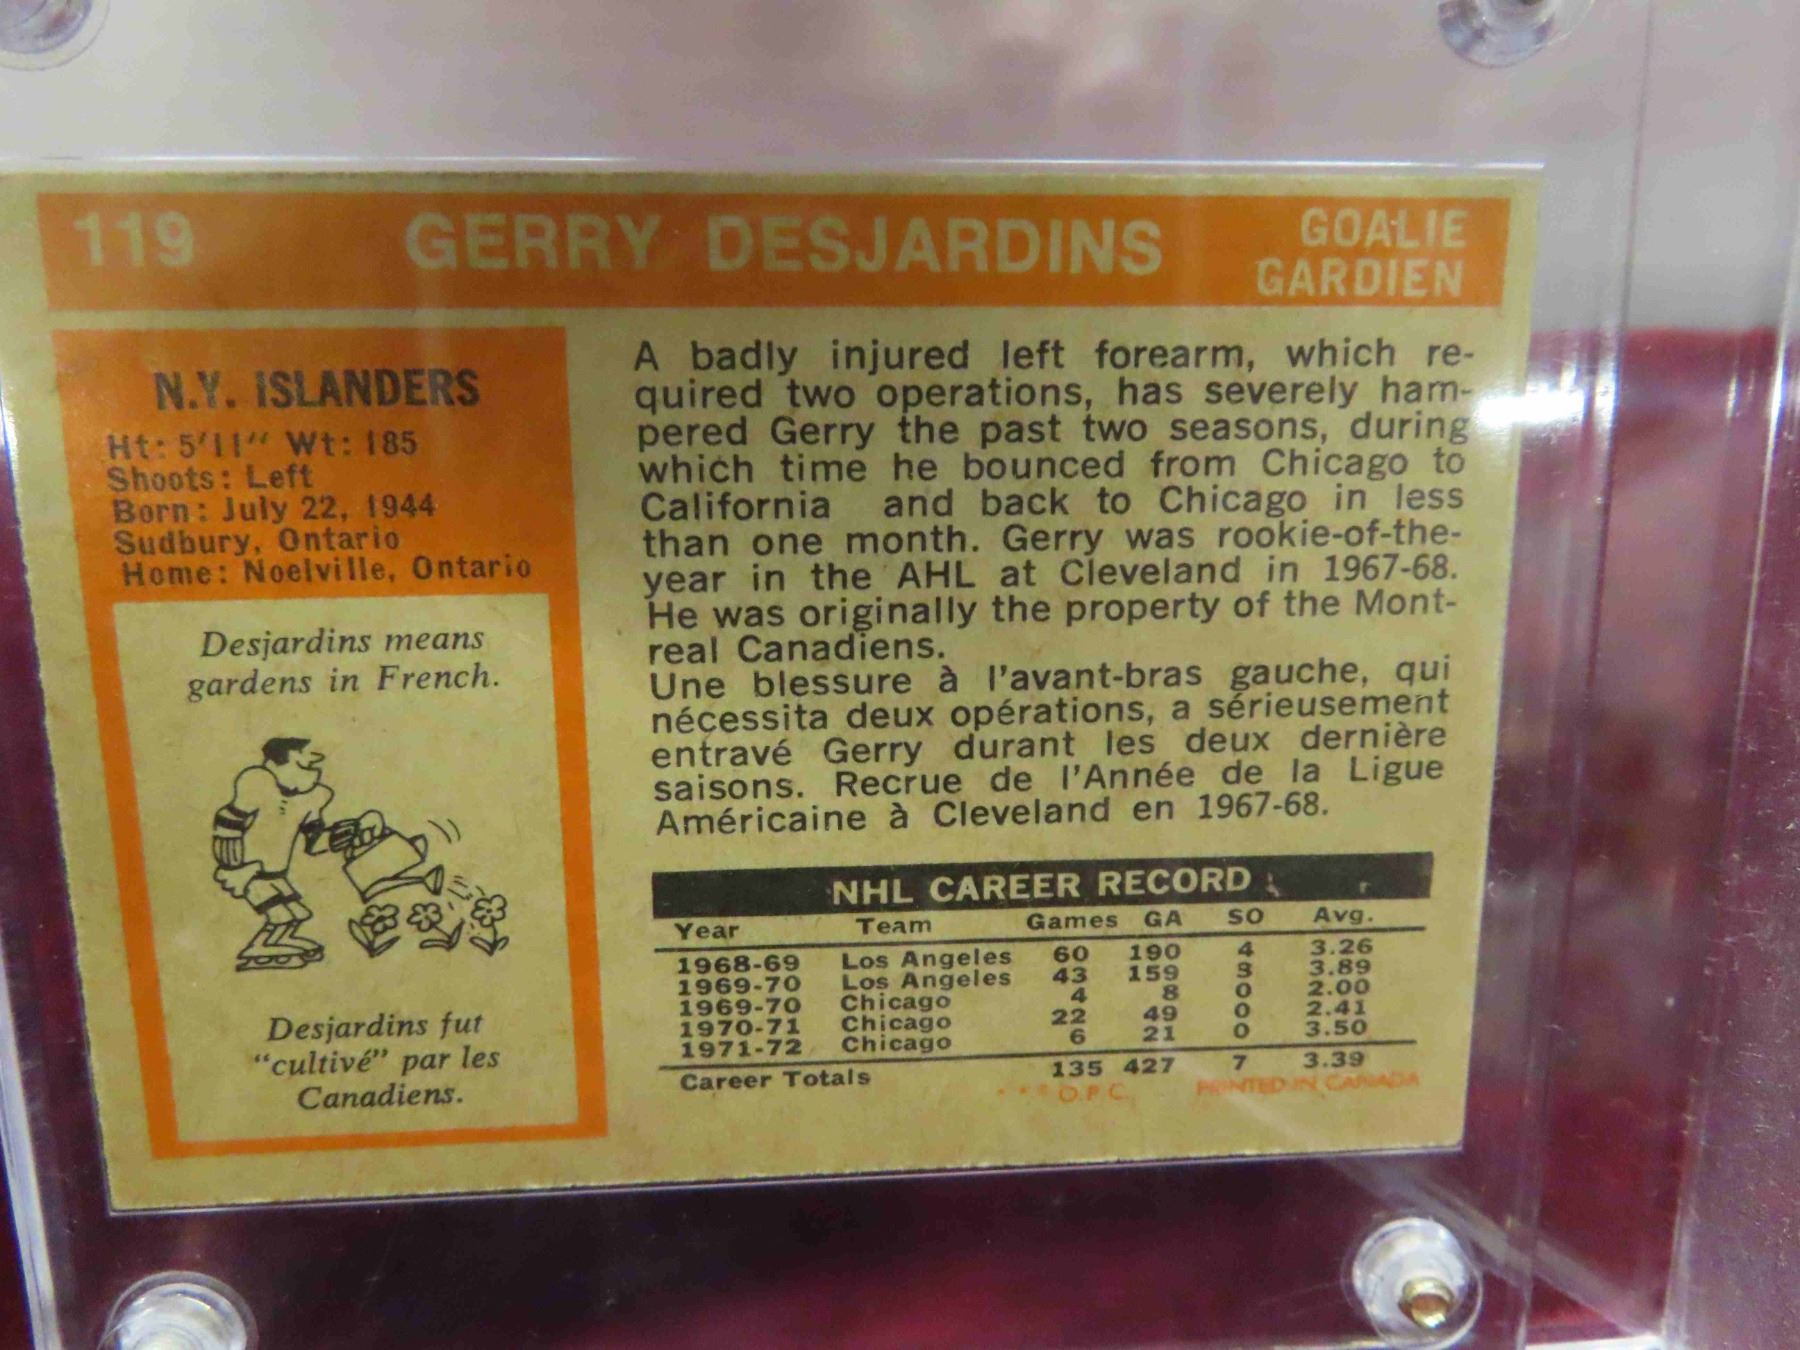 119 GERRY DESJARDINS GOALIE
GARDIEN
N.Y. ISLANDERS
Ht: 5'11" Wt: 185
Shoots: Left
Born: July 22, 1944
Sudbury, Ontario
Home: Noelville, Ontario
Desjardins means
gardens in French.
Desjardins fut
"cultivé" par les
Canadiens.
A badly injured left forearm, which re-
quired two operations, has severely ham-
pered Gerry the past two seasons, during
which time he bounced from Chicago to
California and back to Chicago in less
than one month. Gerry was rookie-of-the-
year in the AHL at Cleveland in 1967-68.
He was originally the property of the Mont-
real Canadiens.
Une blessure à l'avant-bras gauche, qui
nécessita deux opérations, a sérieusement
entravé Gerry durant les deux dernière
saisons. Recrue de l'Année de la Ligue
Américaine à Cleveland en 1967-68.
NHL CAREER RECORD
Year Team Games GA SO Avg.
1968-69 Los Angeles 60 190 4 3.26
1969-70 Los Angeles 43 159 3 3.89
1969-70 Chicago 4 8 0 2.00
1970-71 Chicago 22 49 0 2.41
1971-72 Chicago 6 21 0 3.50
Career Totals 135 427 7 3.39
*** O.P.C. PRINTED IN CANADA